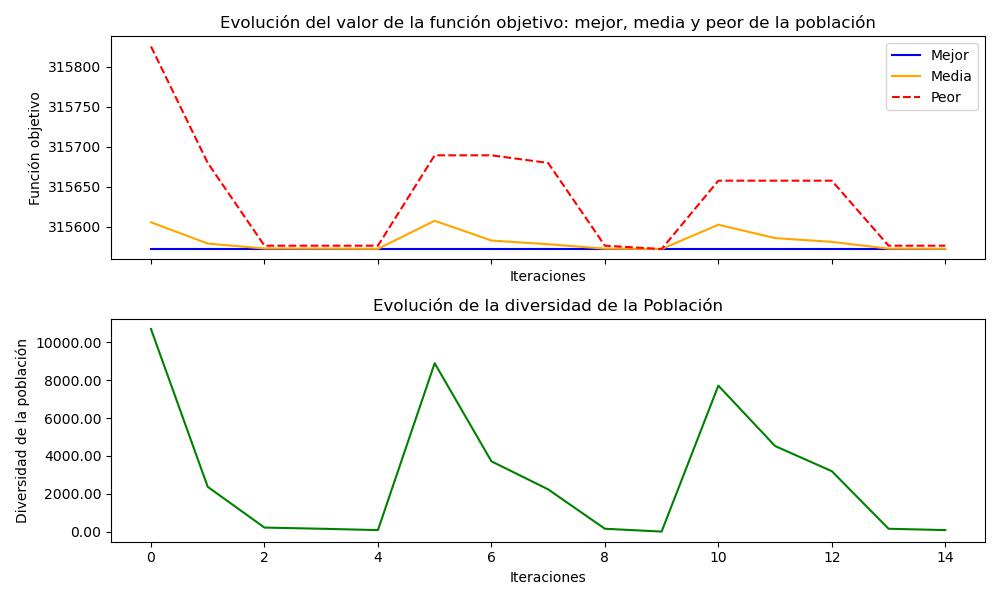 Evolución del valor de la función objetivo: mejor, media y peor de la población
Función objetivo
315800
315750
315700
315650
315600
Mejor
Media
Peor
Iteraciones
Evolución de la diversidad de la Población
Diversidad de la población
10000.00
8000.00
6000.00
4000.00
2000.00
0.00
0 2 4 6 8 10 12 14
Iteraciones